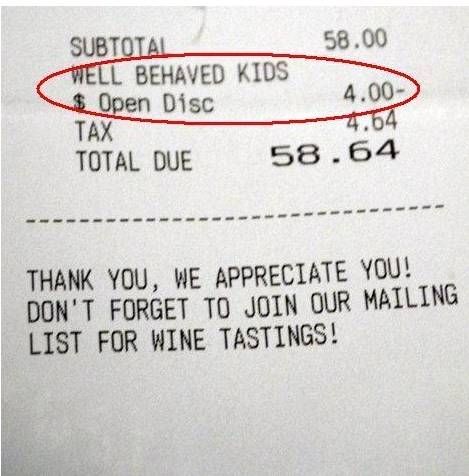 SUBTOTAL 58.00
WELL BEHAVED KIDS
$ Open Disc 4.00-
TAX 4.64
TOTAL DUE 58.64
THANK YOU, WE APPRECIATE YOU!
DON'T FORGET TO JOIN OUR MAILING
LIST FOR WINE TASTINGS!